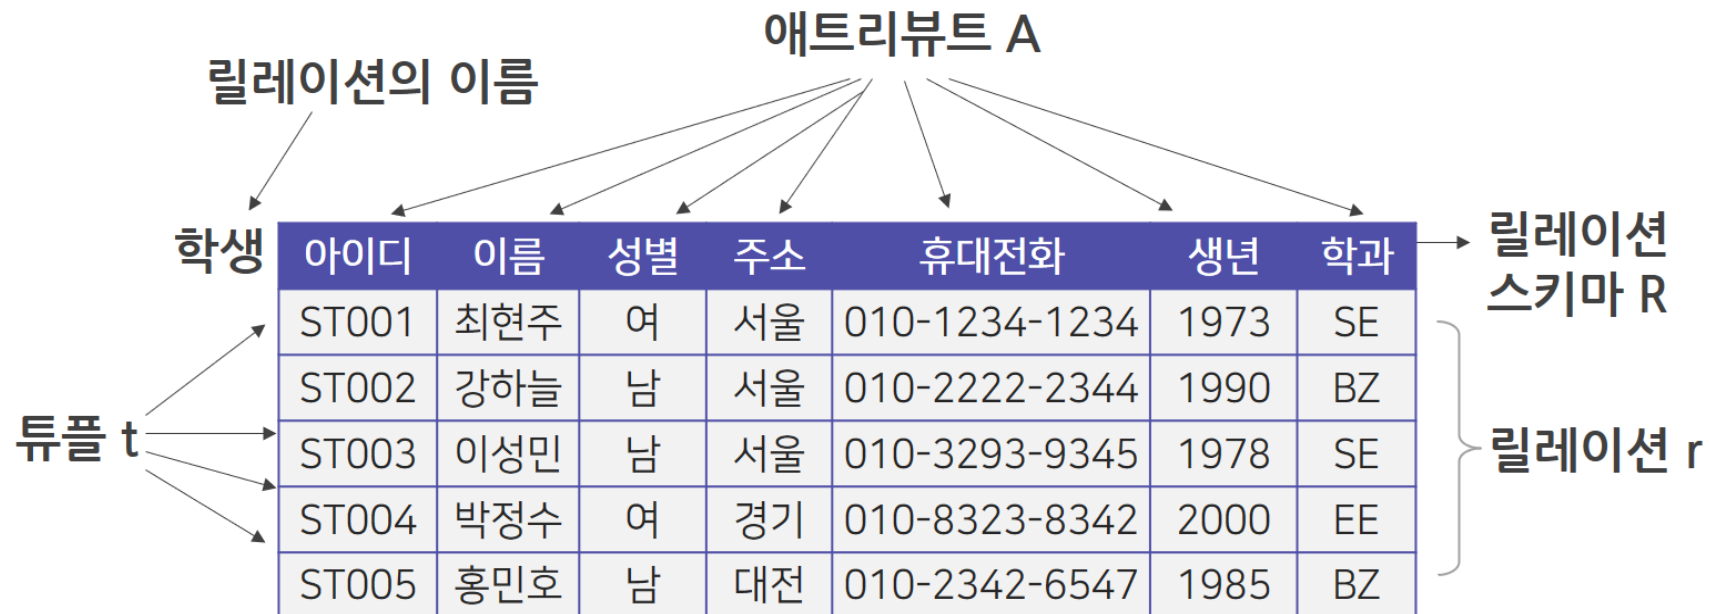 애트리뷰트 A
릴레이션의 이름
학생 아이디 이름 성별 주소 휴대전화 생년 학과
릴레이션
스키마 R
ST001 최현주 여 서울 010-1234-1234 1973 SE
ST002 강하늘 남 서울 010-2222-2344 1990 BZ
튜플 t
ST003 이성민 남 서울 010-3293-9345 1978 SE
릴레이션 r
ST004 박정수 여 경기 010-8323-8342 2000 EE
ST005 홍민호 남 대전 010-2342-6547 1985 BZ